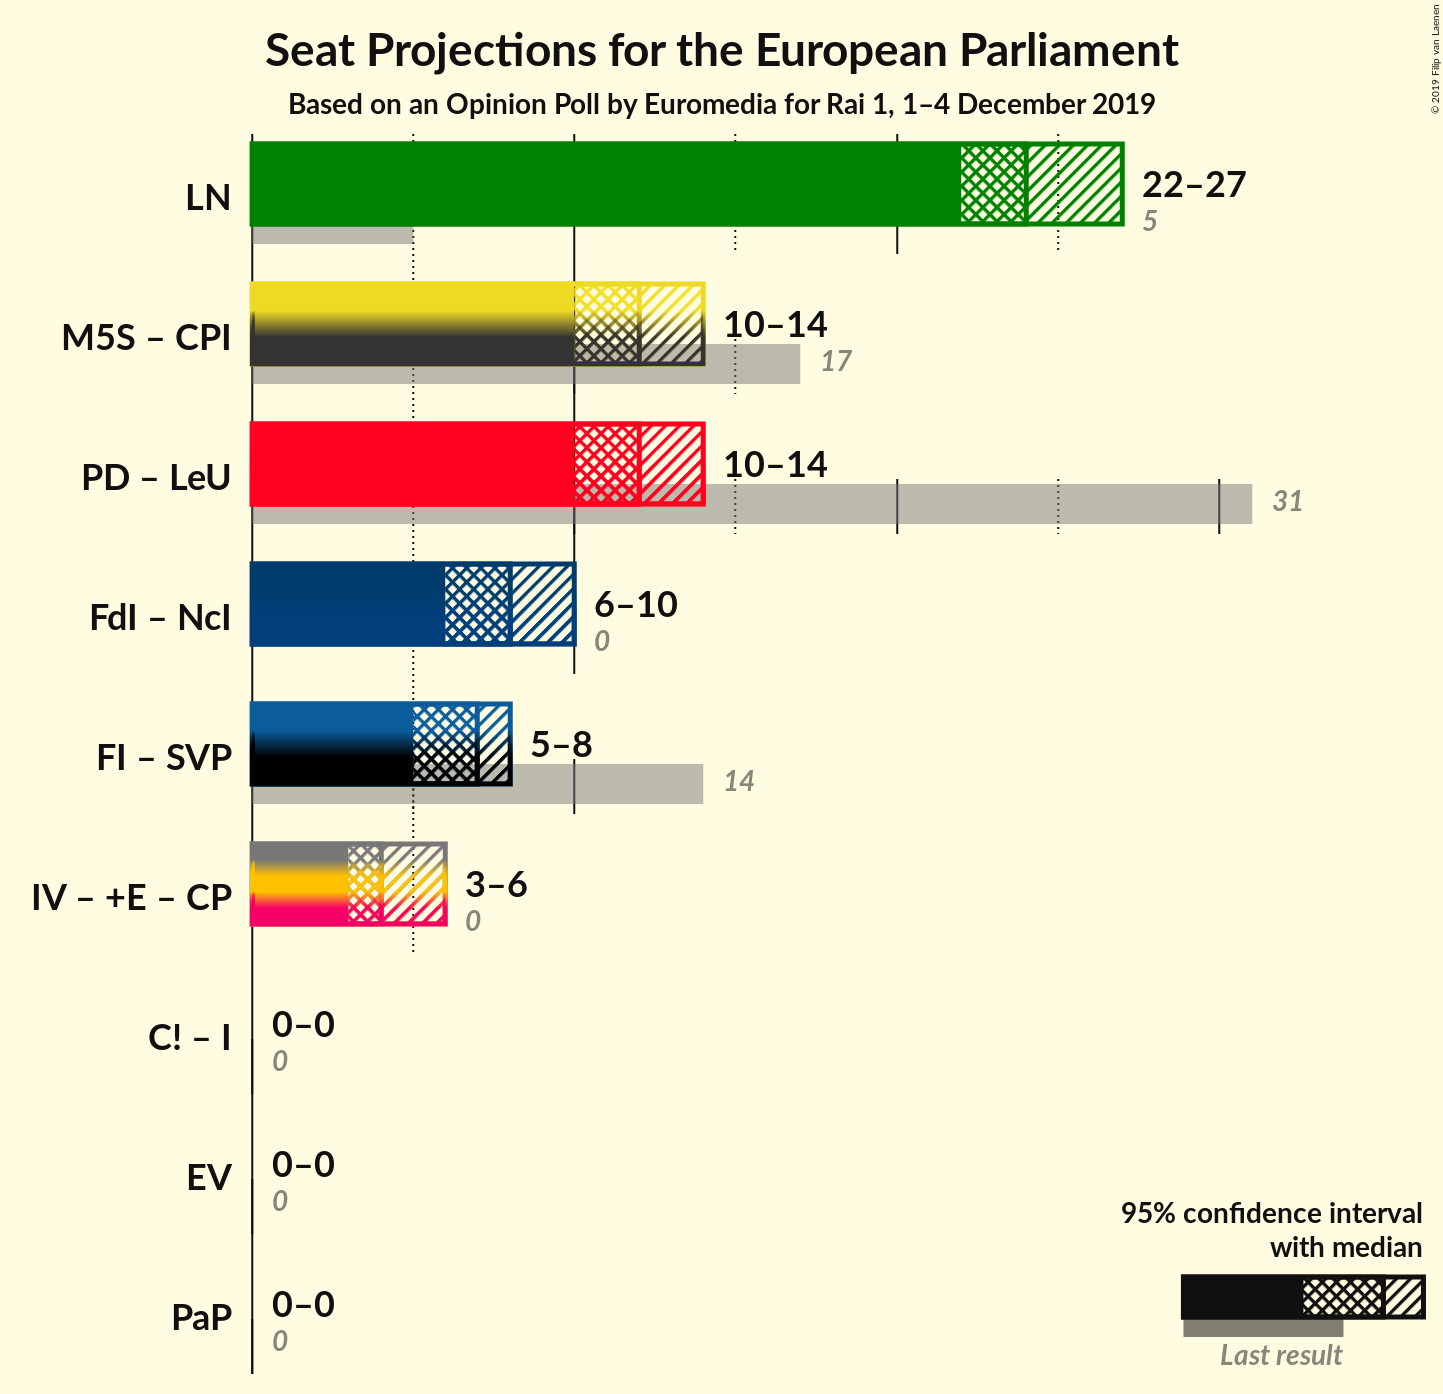 Seat Projections for the European Parliament
Based on an Opinion Poll by Euromedia for Rai 1, 1–4 December 2019
© 2019 Filip van Laenen
LN
22–27
5
M5S – CPI
10–14
17
PD – LeU
10–14
31
FdI – NcI
6–10
0
FI – SVP
5–8
14
IV – +E – CP
3–6
0
C! – I
0–0
0
EV
0–0
0
PaP
0–0
0
95% confidence interval
with median
Last result